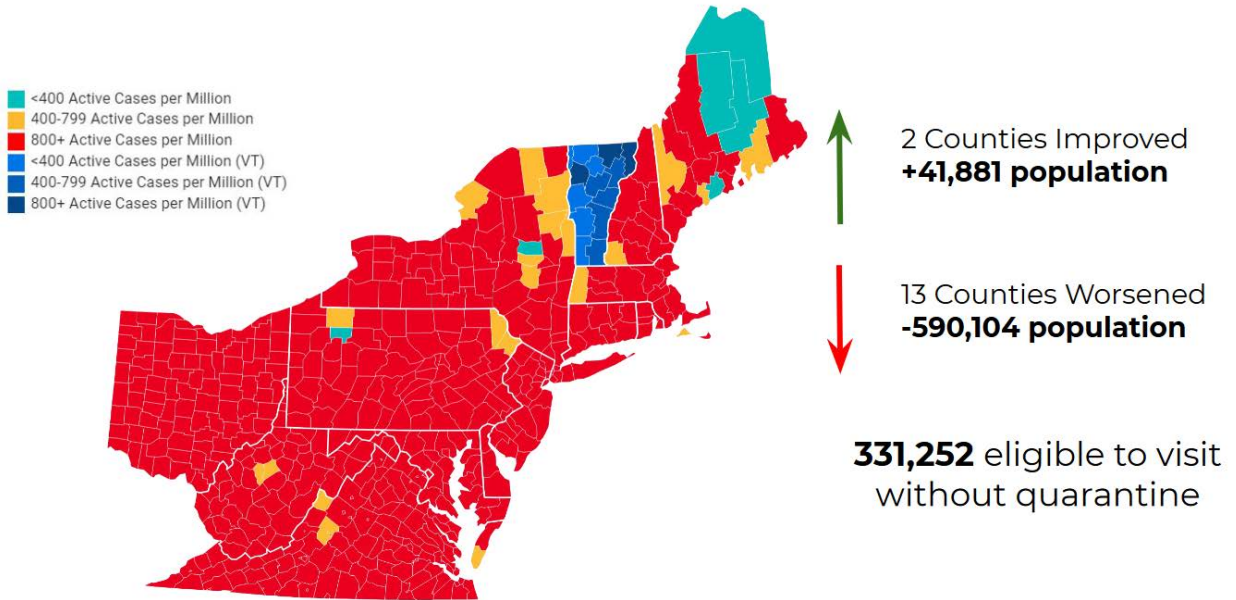 <400 Active Cases per Million
400-799 Active Cases per Million
800+ Active Cases per Million
<400 Active Cases per Million (VT)
400-799 Active Cases per Million (VT)
800+ Active Cases per Million (VT)
2 Counties Improved
+41,881 population
13 Counties Worsened
-590,104 population
331,252 eligible to visit
without quarantine